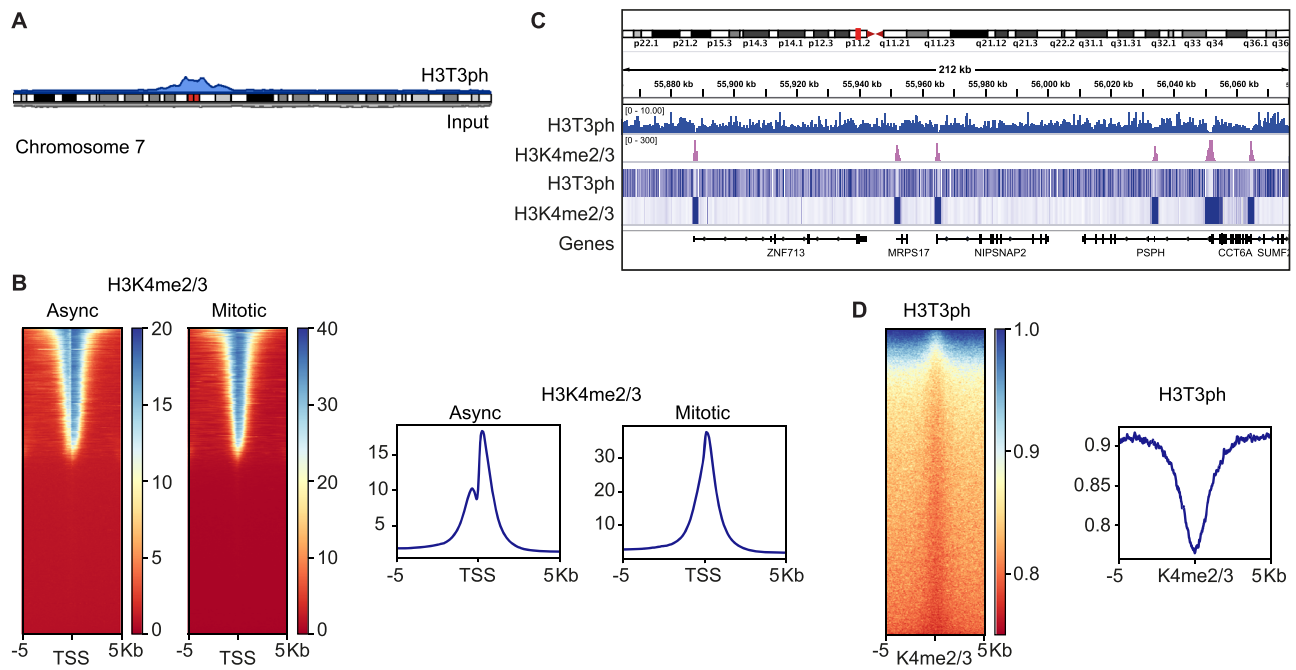 A
H3T3ph
Input
Chromosome 7
C
p22.1 p21.2 p15.3 p14.3 p14.1 p12.3 p11.2 q11.21 q11.23 q21.12 q21.3 q22.2 q31.1 q31.31 q32.1 q33 q34 q36.1 q36
212 kb
55,880 kb 55,900 kb 55,920 kb 55,940 kb 55,960 kb 55,980 kb 56,000 kb 56,020 kb 56,040 kb 56,060 kb
[0 - 10.00]
H3T3ph
[0 - 300]
H3K4me2/3
H3T3ph
H3K4me2/3
Genes
ZNF713 MRPS17 NIPSNAP2 PSPH CCT6A SUMF
B
H3K4me2/3
Async Mitotic
20
15
10
5
0
40
30
20
10
0
-5 TSS 5Kb
-5 TSS 5Kb
H3K4me2/3
Async
15
10
5
-5 TSS 5Kb
Mitotic
30
20
10
-5 TSS 5Kb
D
H3T3ph
1.0
0.9
0.8
-5 K4me2/3 5Kb
H3T3ph
0.9
0.85
0.8
-5 K4me2/3 5Kb